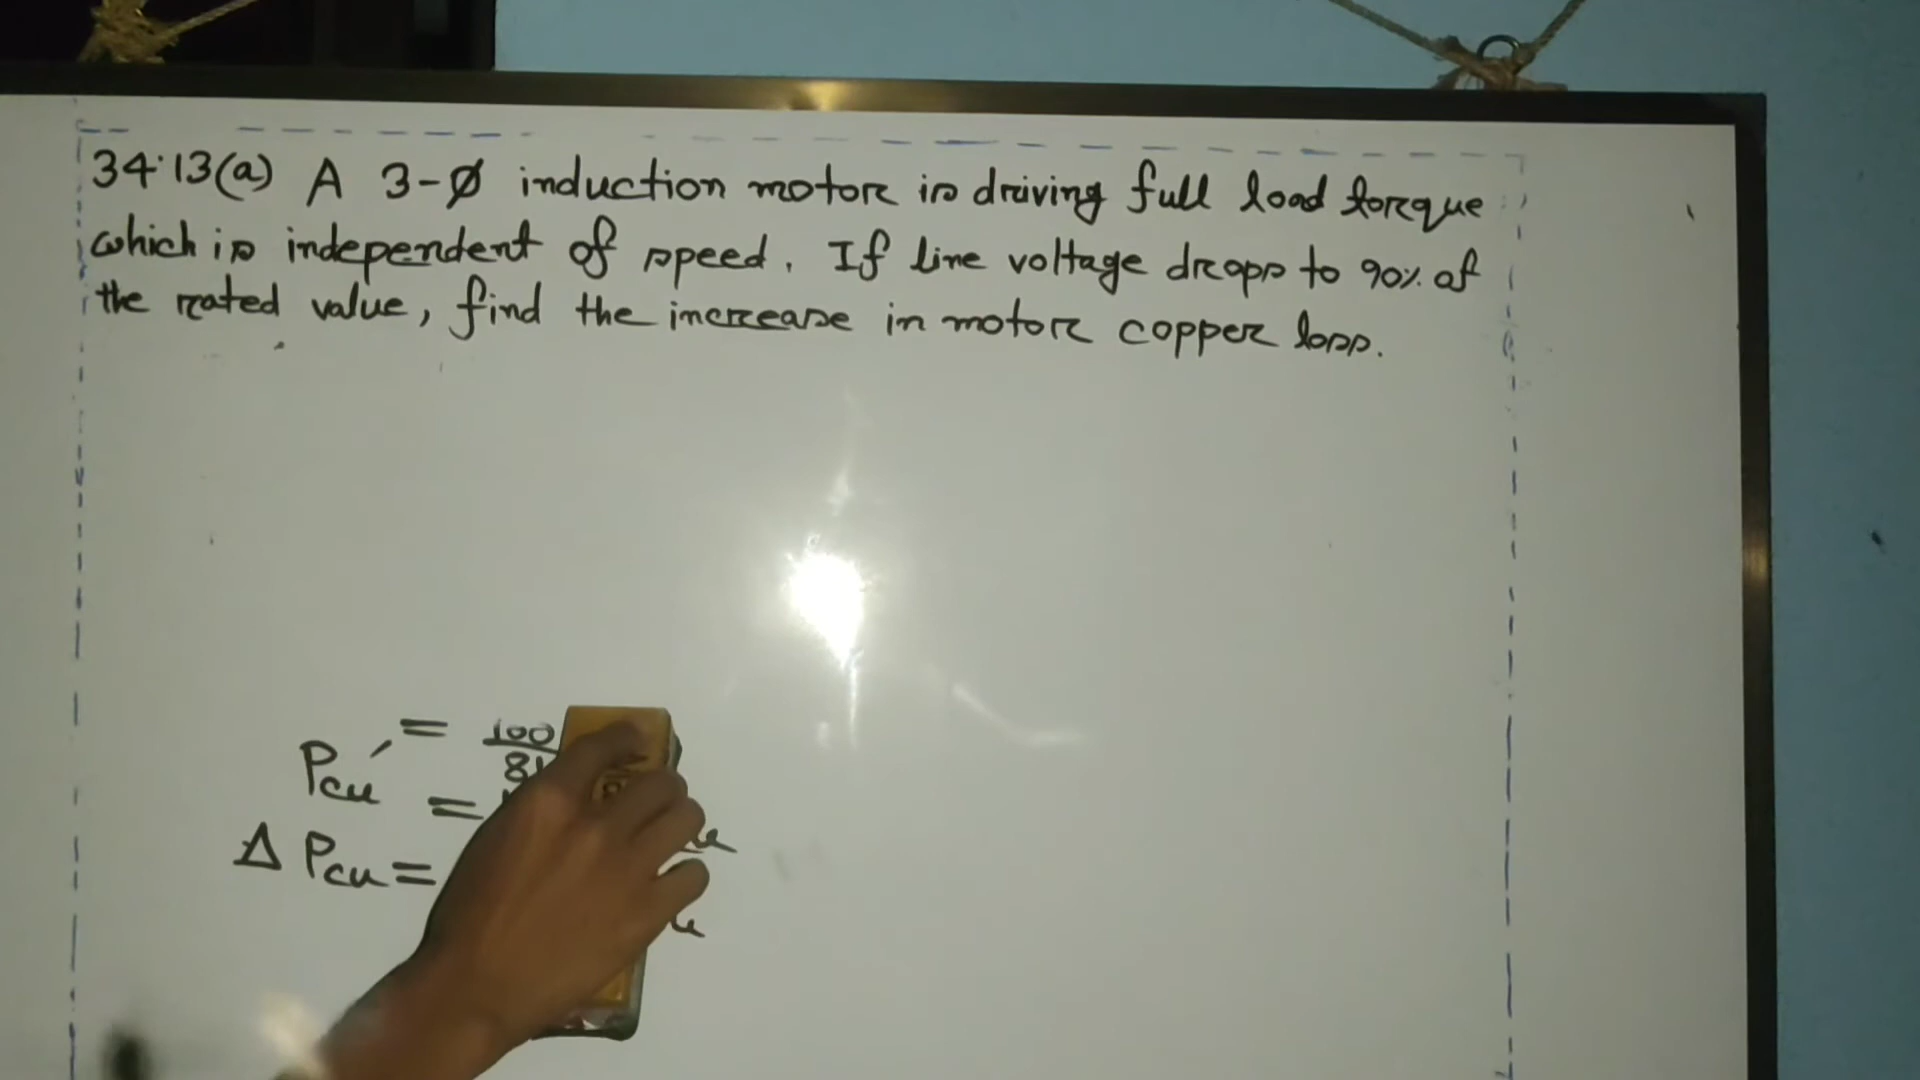 34.13(a) A 3-Ø induction motor is driving full load torque
which is independent of speed. If line voltage drops to 90% of
the rated value, find the increase in motor copper loss.
= 100/81
Pcu' =
Δ Pcu =